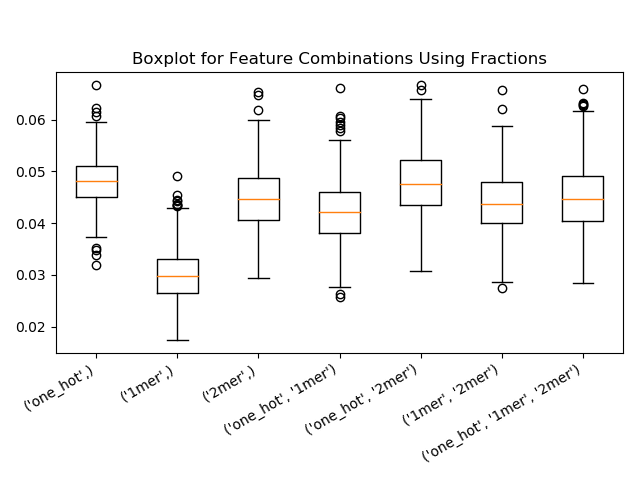 Boxplot for Feature Combinations Using Fractions
0.06
0.05
0.04
0.03
0.02
('one_hot',)
('1mer',)
('2mer',)
('one_hot', '1mer')
('one_hot', '2mer')
('1mer', '2mer')
('one_hot', '1mer', '2mer')